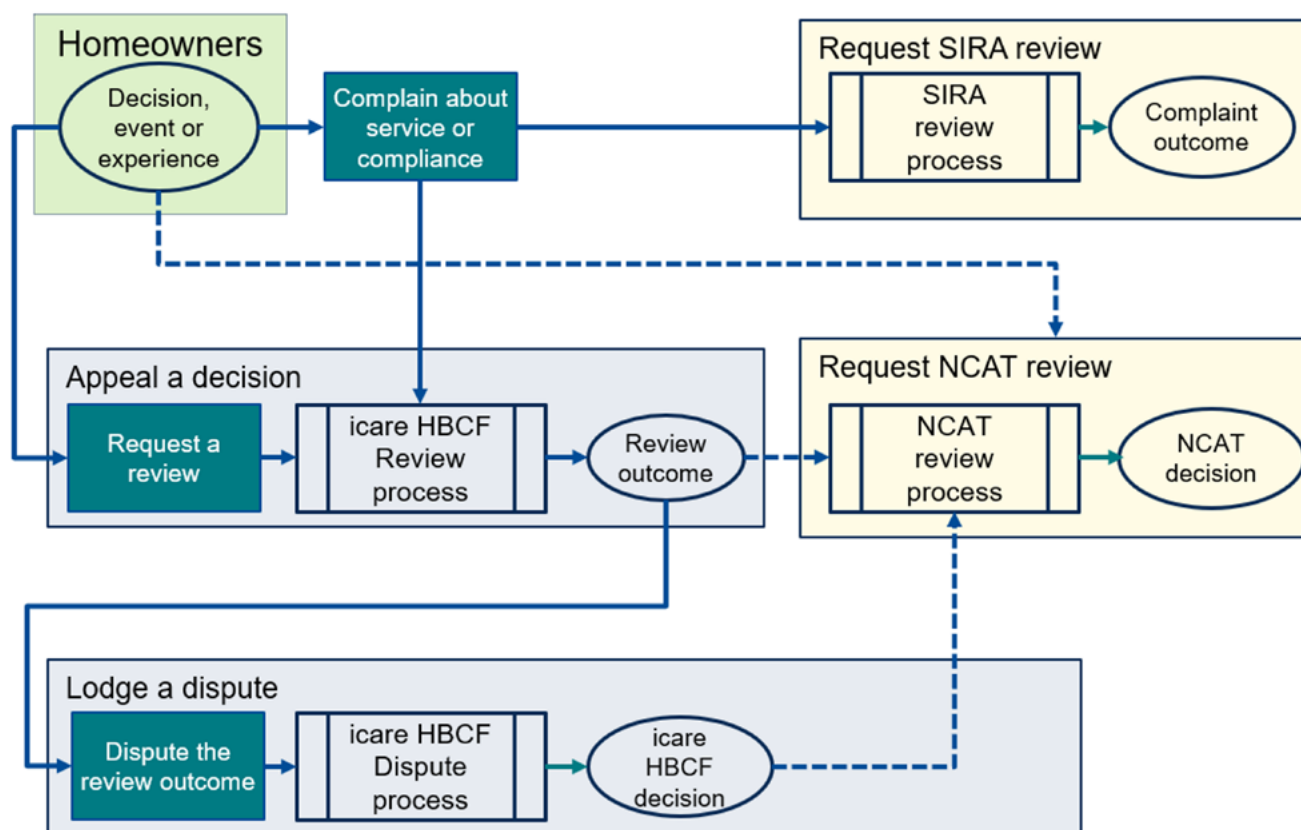 Homeowners
Decision,
event or
experience
Complain about
service or
compliance
Request SIRA review
SIRA
review
process
Complaint
outcome
Appeal a decision
Request a
review
icare HBCF
Review
process
Review
outcome
Request NCAT review
NCAT
review
process
NCAT
decision
Lodge a dispute
Dispute the
review outcome
icare HBCF
Dispute
process
icare
HBCF
decision